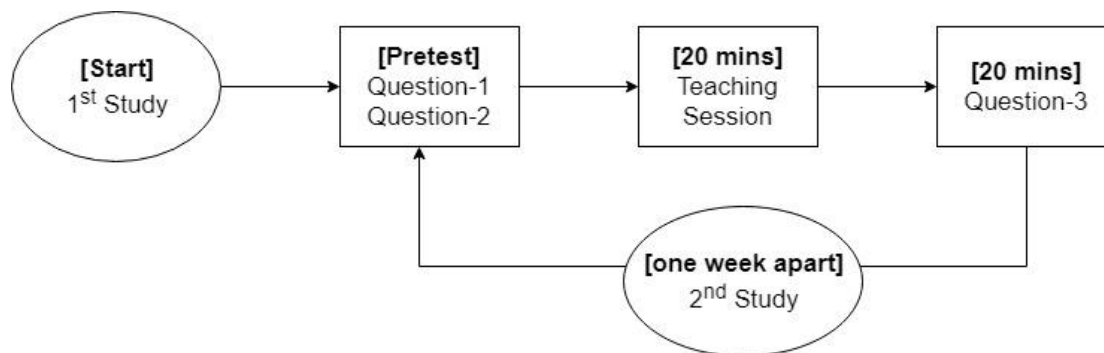 [Start]
1st Study
[Pretest]
Question-1
Question-2
[20 mins]
Teaching
Session
[20 mins]
Question-3
[one week apart]
2nd Study